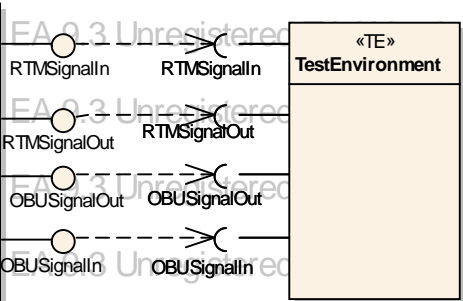 EA 9.3 Unregistered
«TE»
TestEnvironment
RTMSignalIn
RTMSignalIn
EA 9.3 Unregistered
RTMSignalOut
RTMSignalOut
EA 9.3 Unregistered
OBUSignalOut
OBUSignalOut
EA 9.3 Unregistered
OBUSignalIn
OBUSignalIn